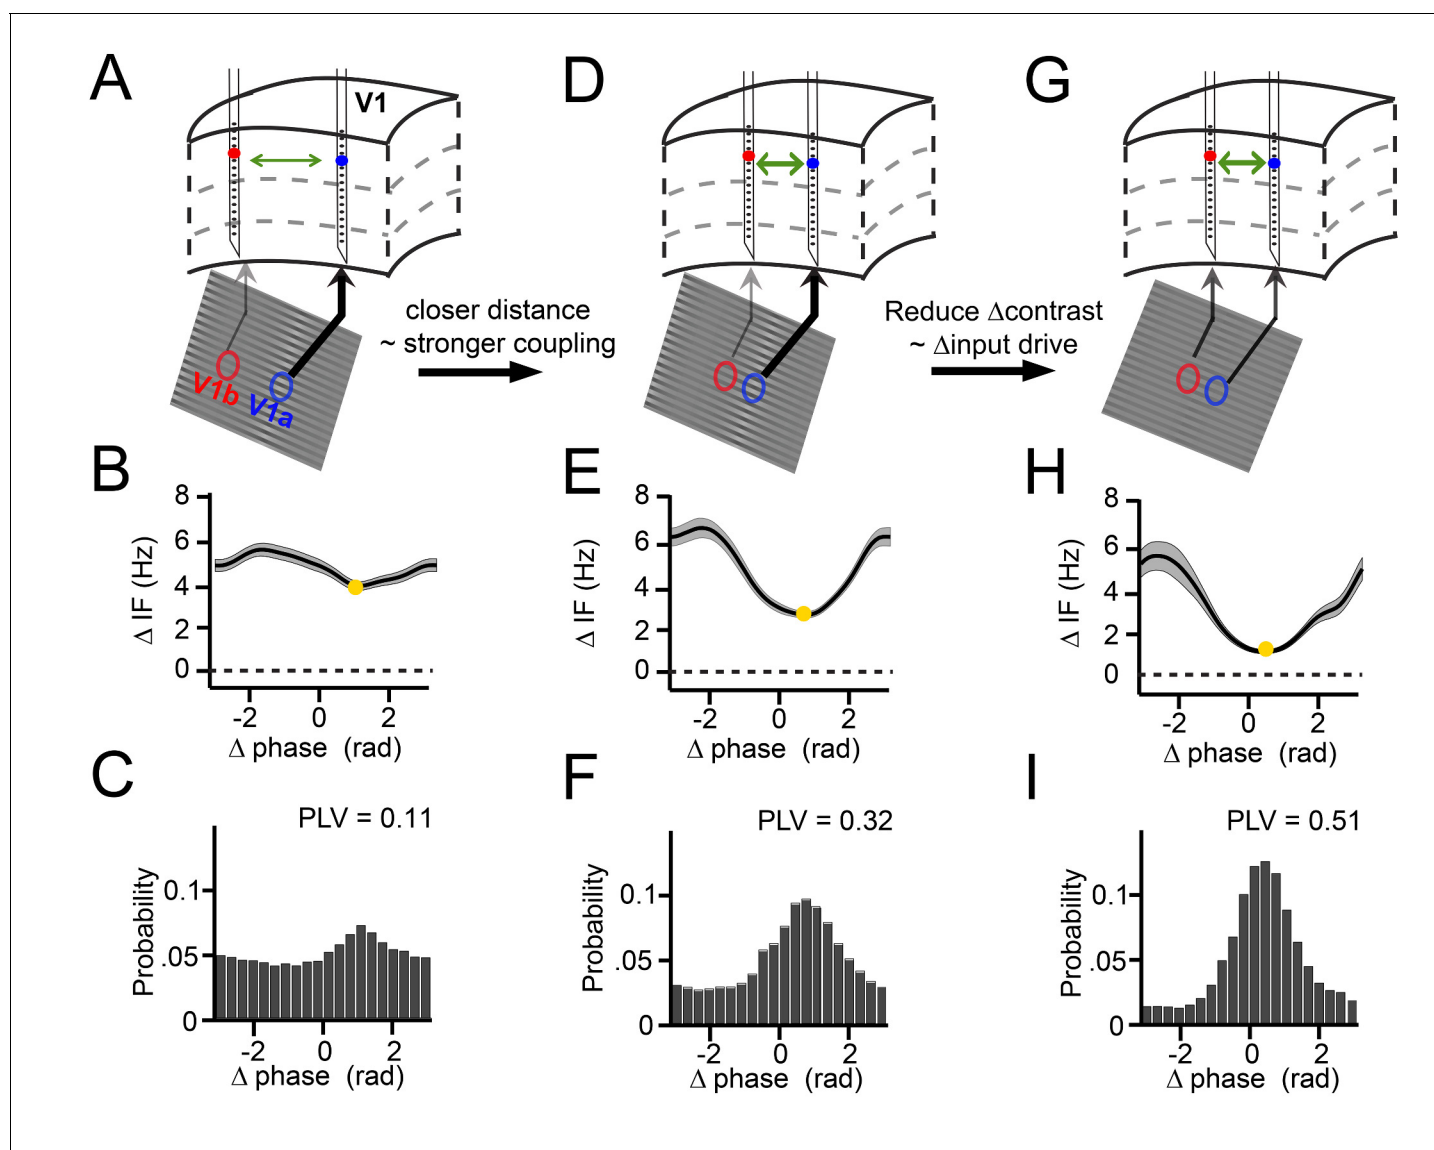 A
D
G
V1
closer distance
~ stronger coupling
Reduce Δcontrast
~ Δinput drive
V1b
V1a
B
8
6
4
2
0
Δ IF (Hz)
-2 0 2
Δ phase (rad)
E
8
6
4
2
0
Δ IF (Hz)
-2 0 2
Δ phase (rad)
H
8
6
4
2
0
Δ IF (Hz)
-2 0 2
Δ phase (rad)
C
PLV = 0.11
Probability
0.1
.05
0
-2 0 2
Δ phase (rad)
F
PLV = 0.32
Probability
0.1
.05
0
-2 0 2
Δ phase (rad)
I
PLV = 0.51
Probability
0.1
.05
0
-2 0 2
Δ phase (rad)